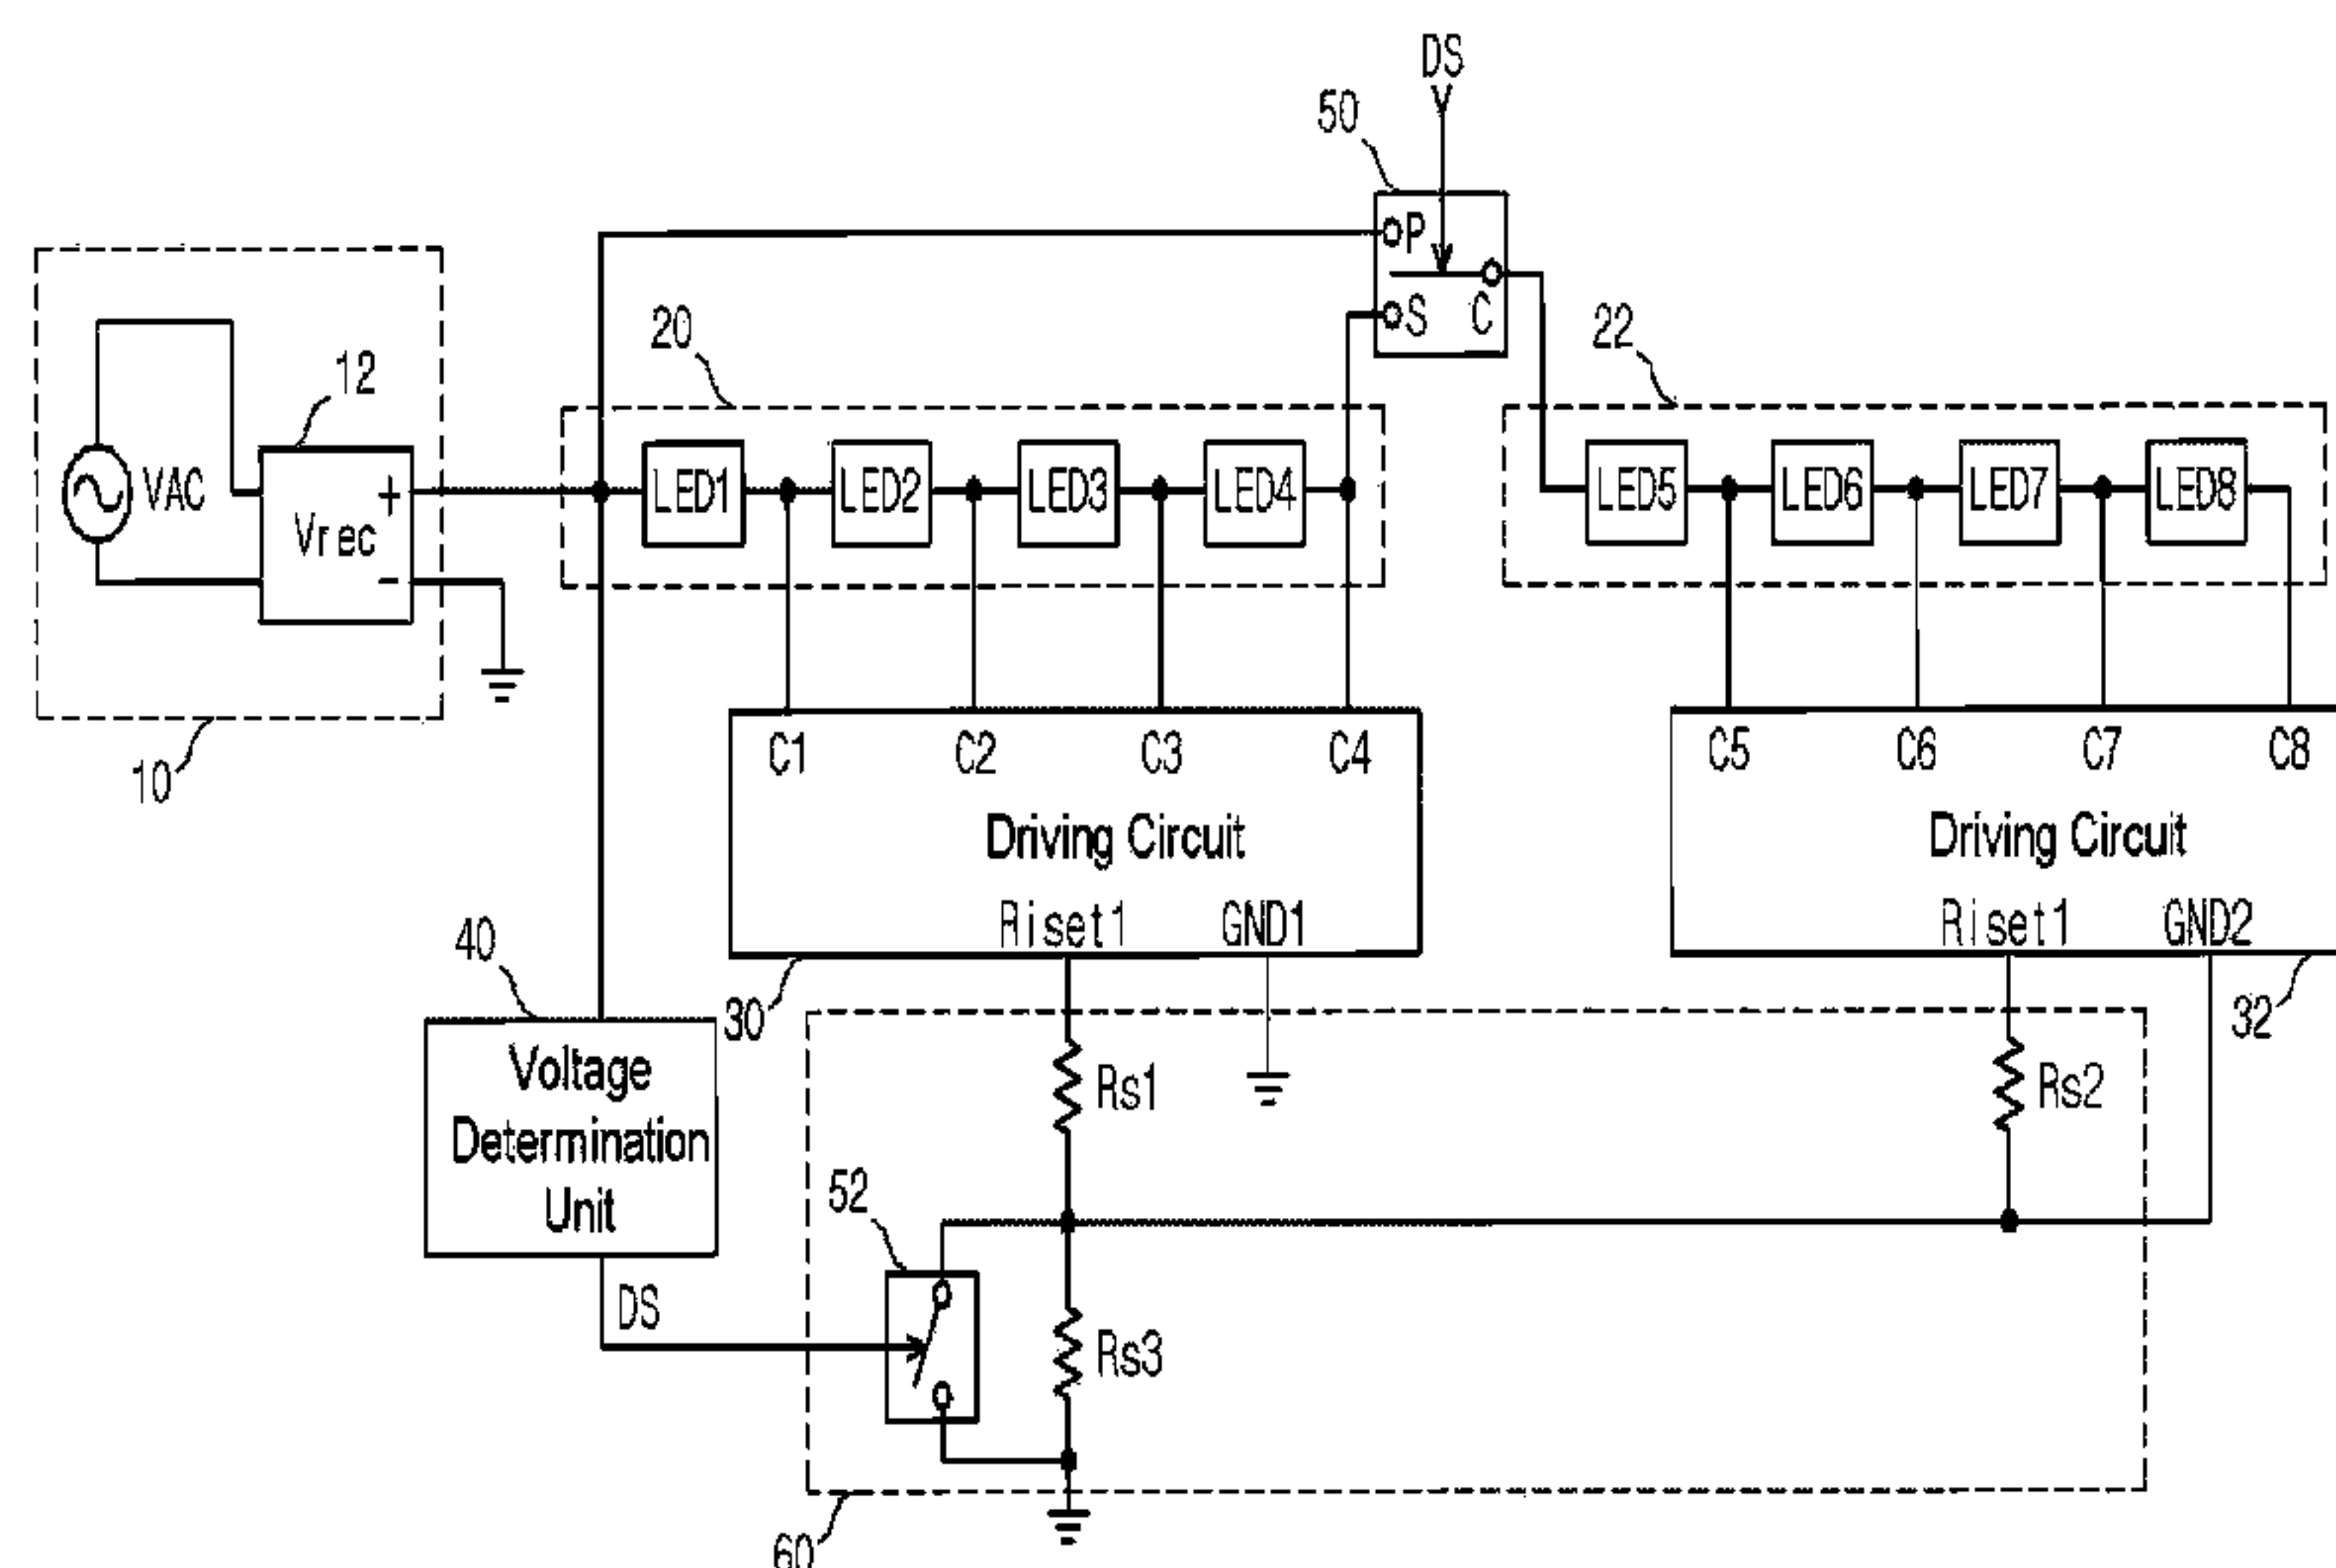 DS
50
P
S C
20
22
12
VAC
+
Vrec
-
LED1 LED2 LED3 LED4
LED5 LED6 LED7 LED8
10
C1 C2 C3 C4
Driving Circuit
Riset1 GND1
C5 C6 C7 C8
Driving Circuit
Riset1 GND2
40
30
32
Voltage
Determination
Unit
Rs1
Rs2
52
DS
Rs3
60